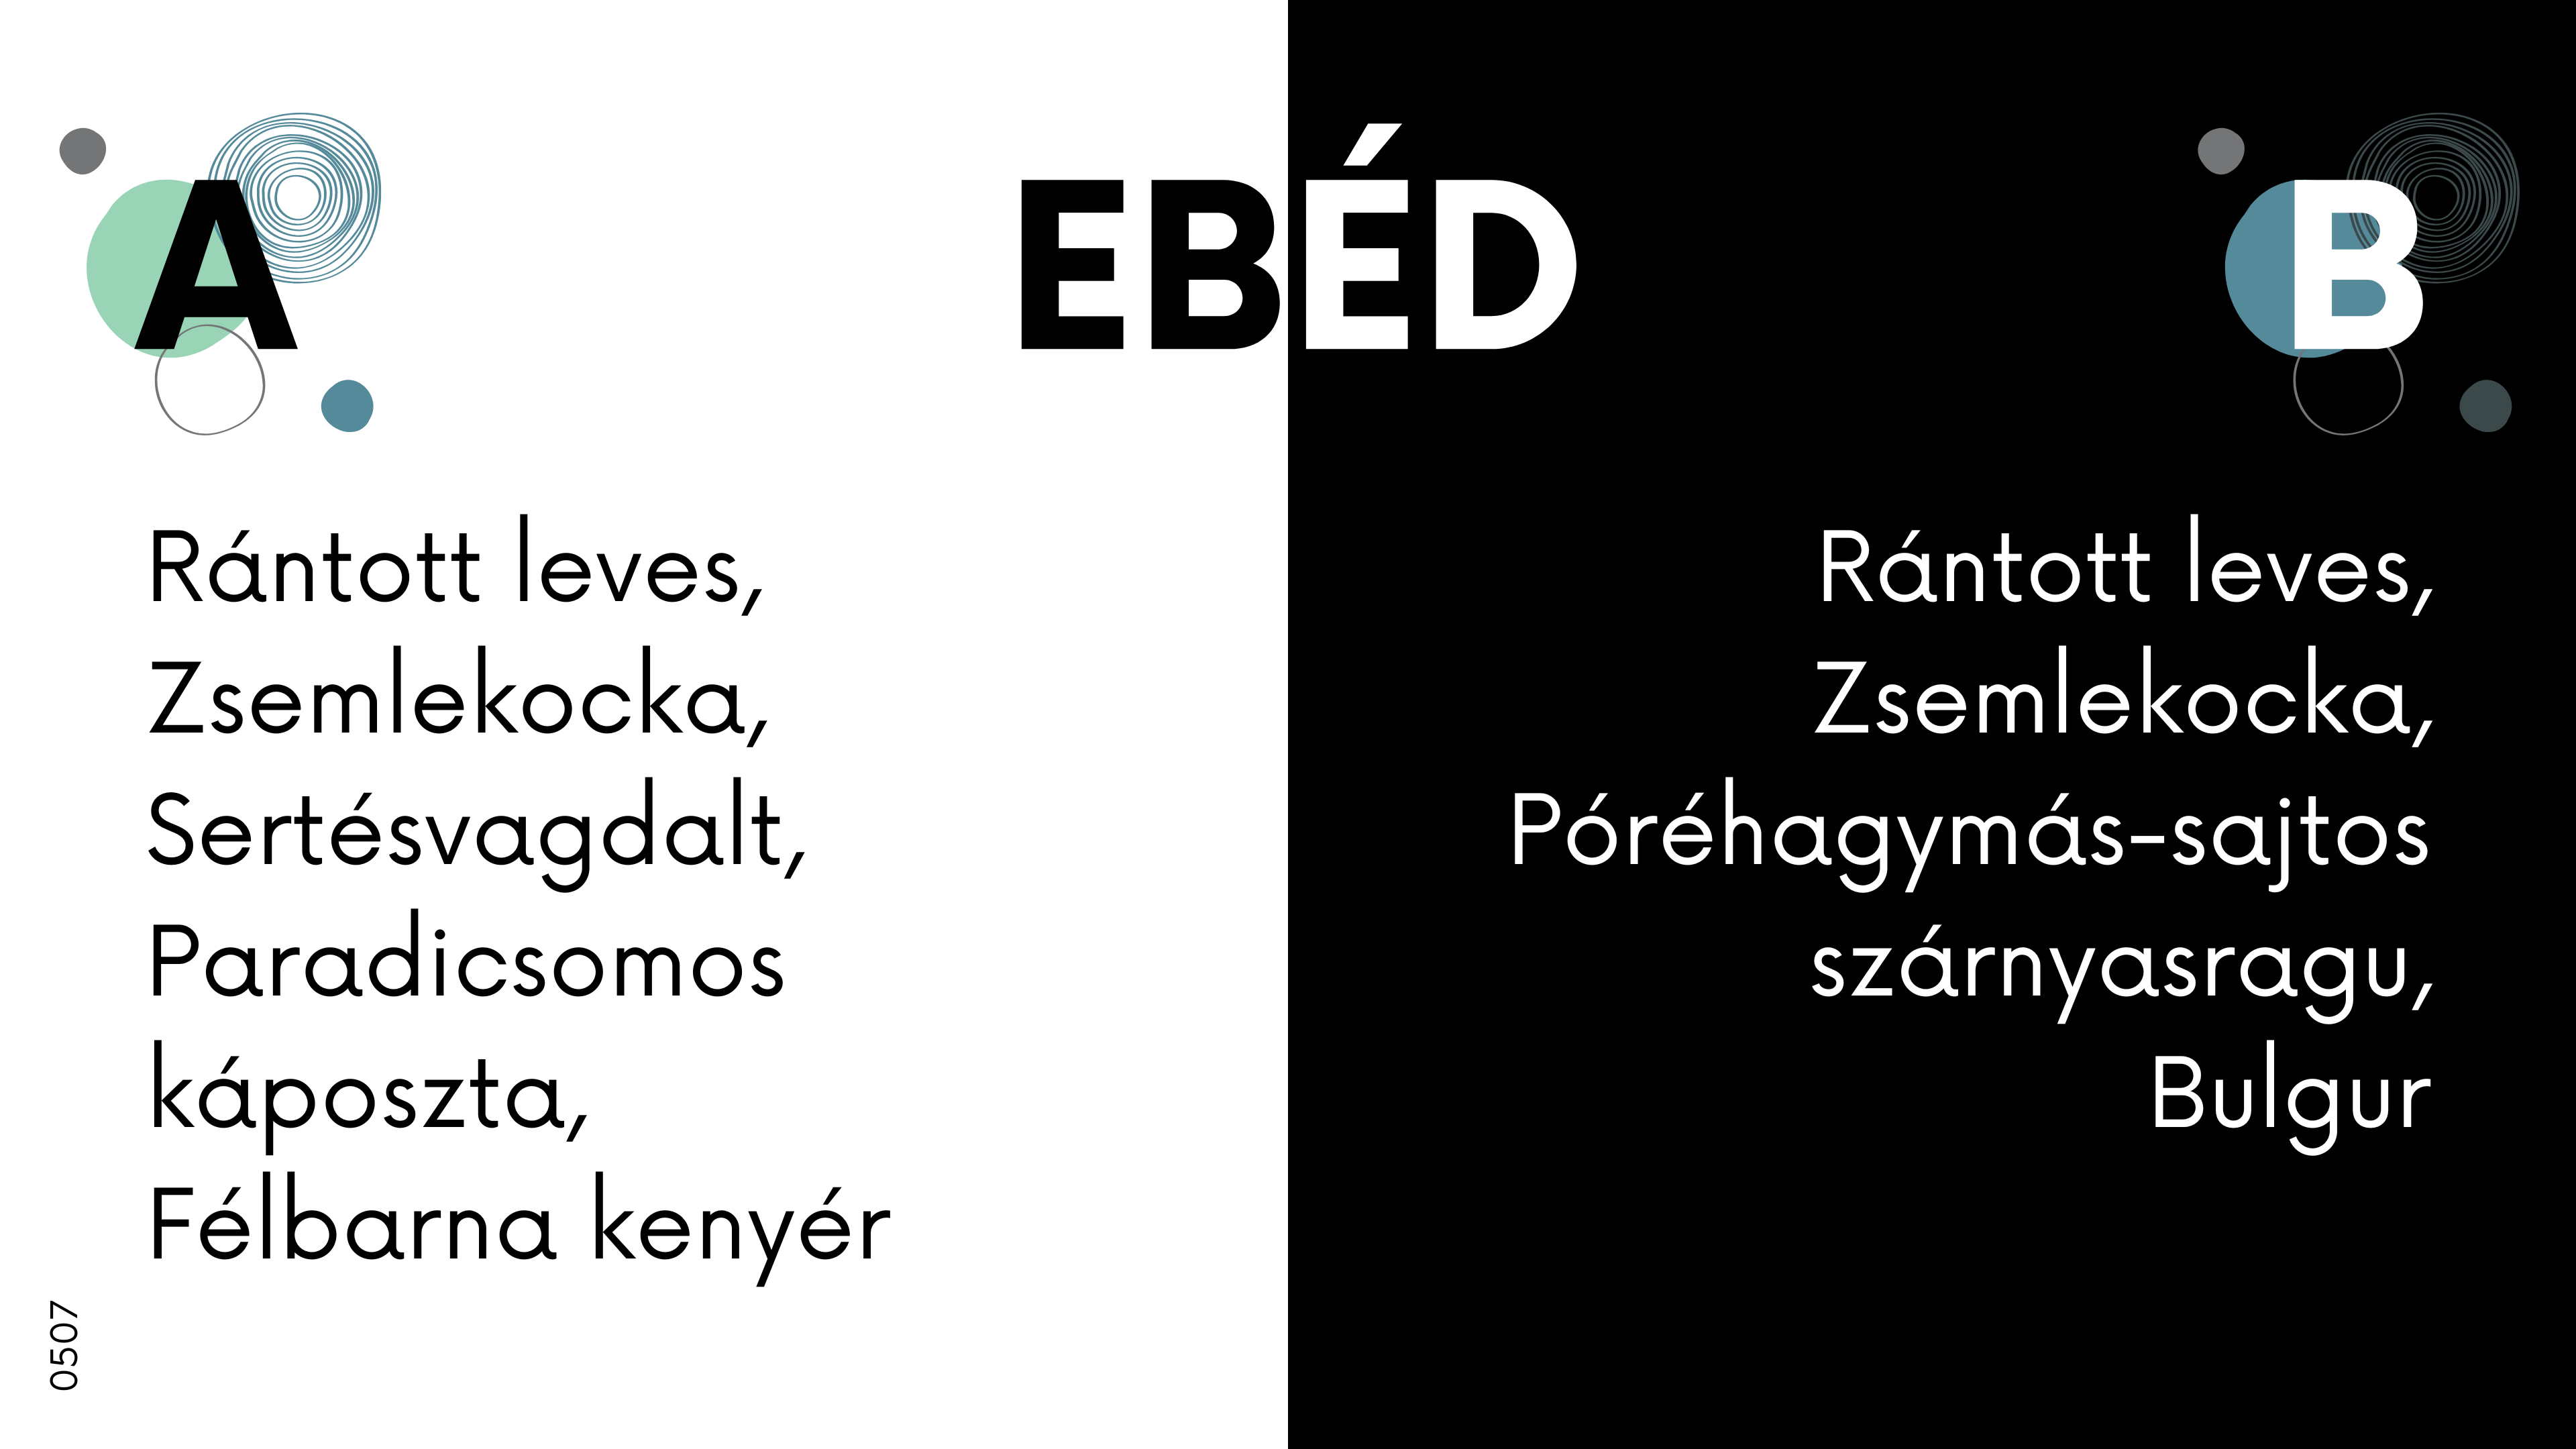 EBÉD
A
Rántott leves,
Zsemlekocka,
Sertésvagdalt,
Paradicsomos
káposzta,
Félbarna kenyér
0507
B
Rántott leves,
Zsemlekocka,
Póréhagymás-sajtos
szárnyasragu,
Bulgur